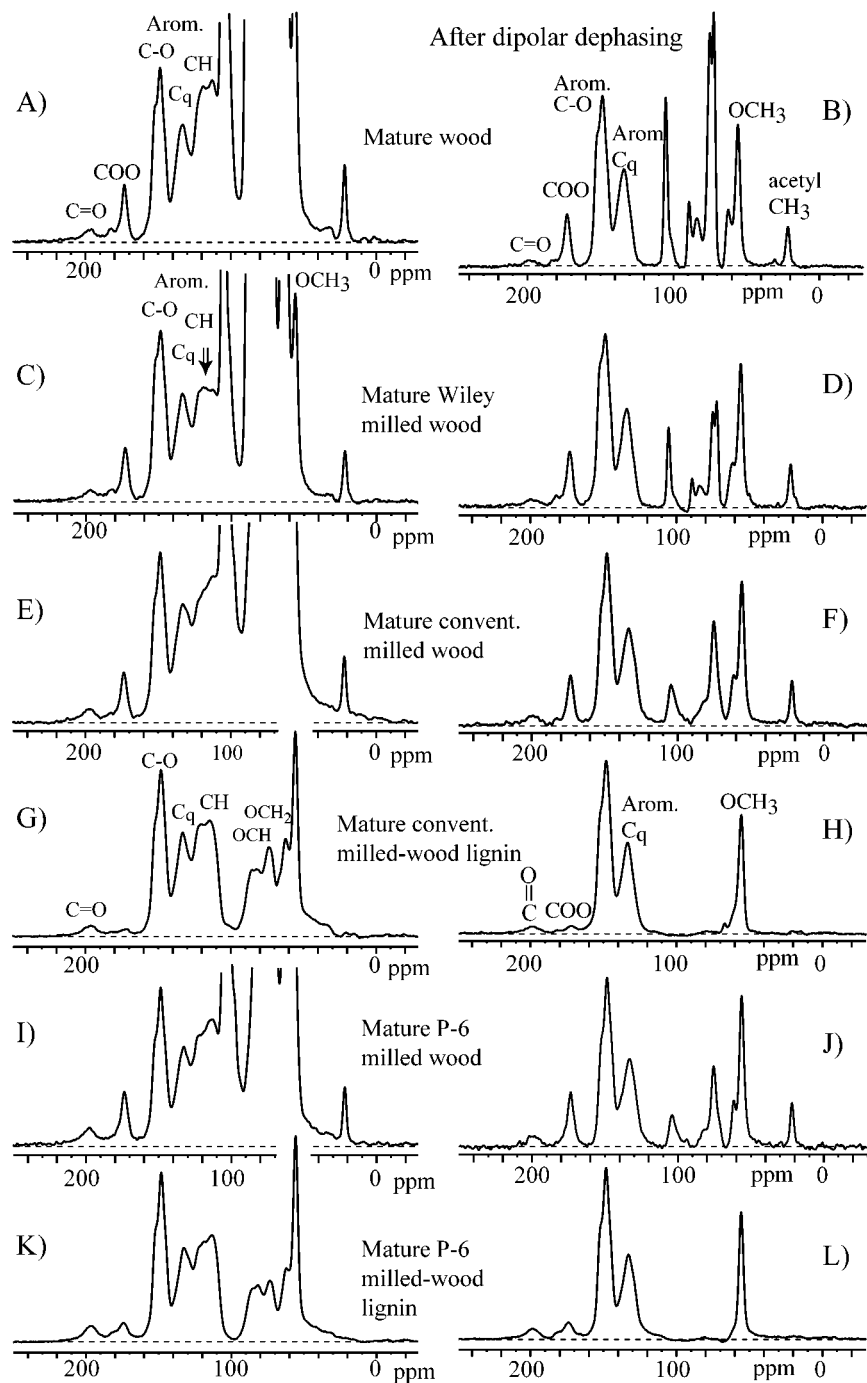 After dipolar dephasing
A)
Arom.
C-O
CH
Cq
COO
C=O
200
0
ppm
Mature wood
B)
Arom.
C-O
Arom
Cq
COO
C=O
OCH3
acetyl
CH3
200
100
ppm
0
C)
Arom.
C-O
CH
Cq
OCH3
200
0
ppm
Mature Wiley
milled wood
D)
200
100
ppm
0
E)
200
100
0
ppm
Mature convent.
milled wood
F)
200
100
ppm
0
G)
C-O
Cq
CH
OCH2
OCH
C=O
200
0
ppm
Mature convent.
milled-wood lignin
H)
Arom.
Cq
OCH3
O
C
COO
200
100
ppm
0
I)
200
100
0
ppm
Mature P-6
milled wood
J)
200
100
ppm
0
K)
200
100
0
ppm
Mature P-6
milled-wood
lignin
L)
200
100
ppm
0